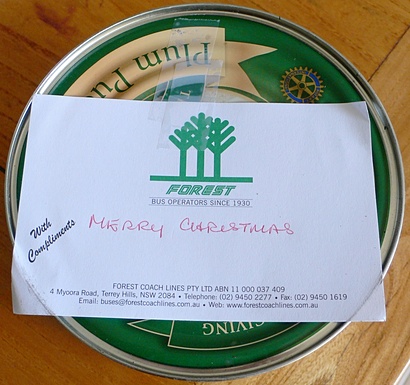 Plum Pu
FOREST
BUS OPERATORS SINCE 1930
With
Compliments
MERRY CHRISTMAS
FOREST COACH LINES PTY LTD ABN 11 000 037 409
4 Myoora Road, Terrey Hills, NSW 2084 • Telephone: (02) 9450 2277 • Fax: (02) 9450 1619
Email: buses@forestcoachlines.com.au • Web: www.forestcoachlines.com.au
GIVING